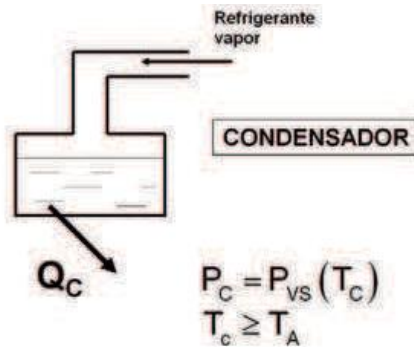 Refrigerante
vapor
CONDENSADOR
Q_C
P_C = P_VS (T_C)
T_c ≥ T_A